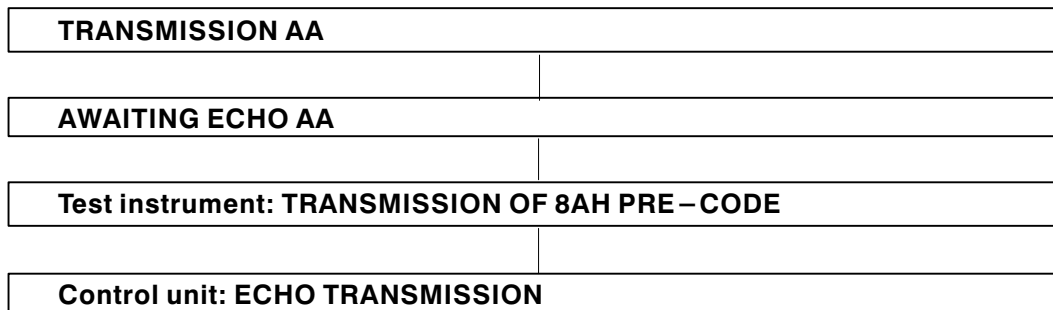 TRANSMISSION AA
AWAITING ECHO AA
Test instrument: TRANSMISSION OF 8AH PRE–CODE
Control unit: ECHO TRANSMISSION